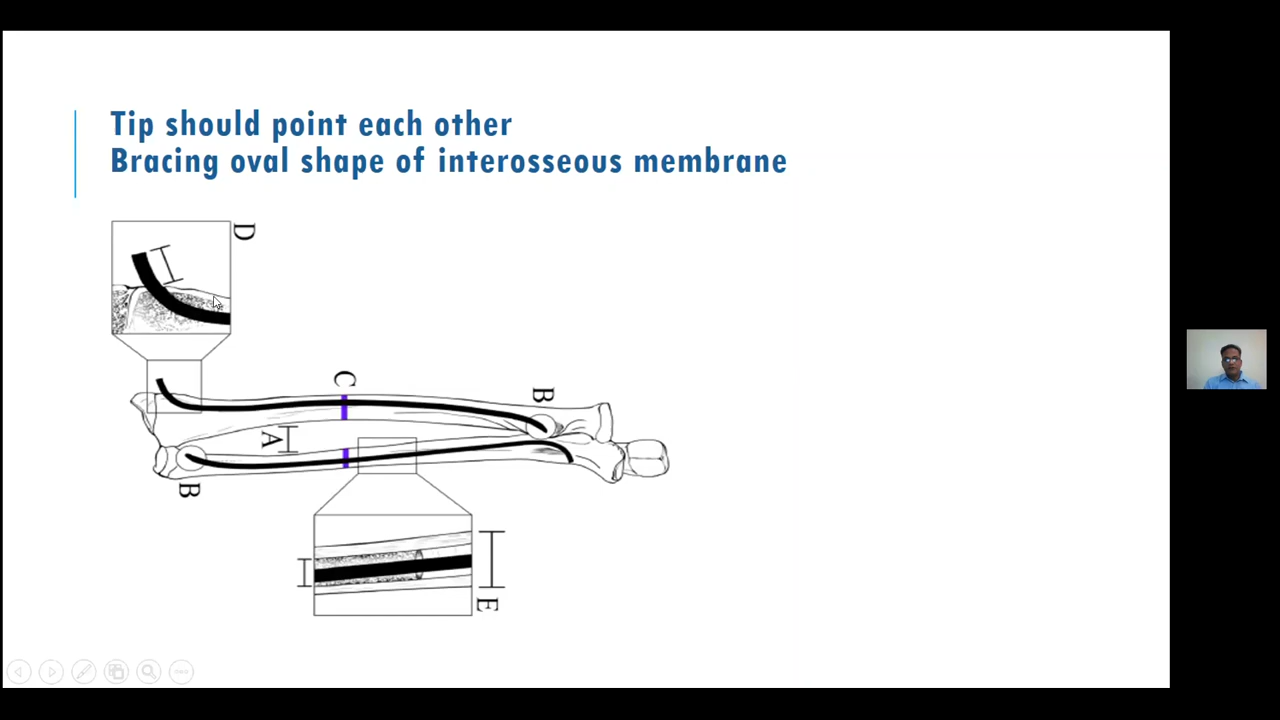 Tip should point each other
Bracing oval shape of interosseous membrane
D
C
B
A
B
E